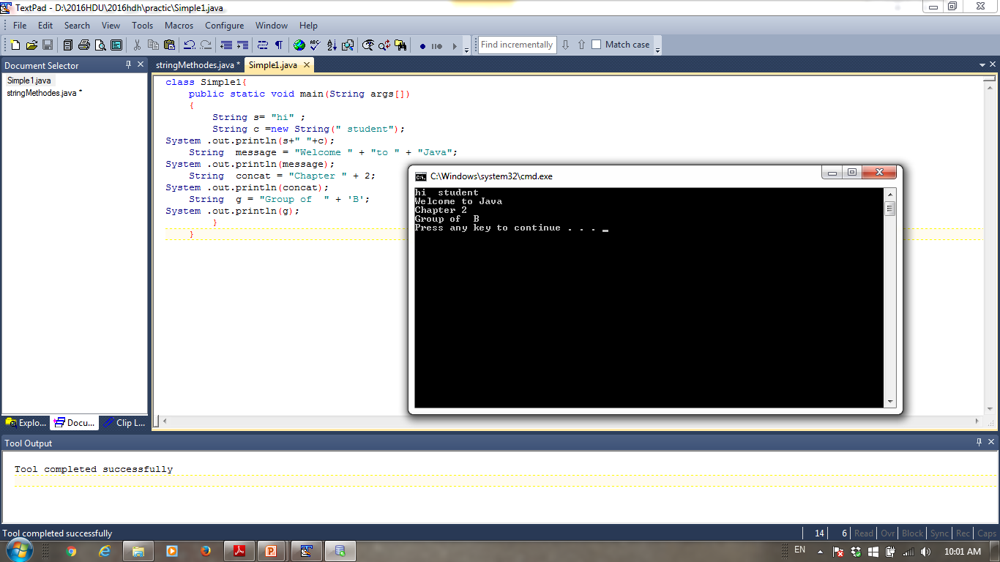 TextPad - D:\2016HDU\2016hdh\practic\Simple1.java
File Edit Search View Tools Macros Configure Window Help
Find incrementally Match case
Document Selector
Simple1.java
stringMethodes.java *
stringMethodes.java * Simple1.java
class Simple1{
    public static void main(String args[])
    {
        String s= "hi" ;
        String c =new String(" student");
System .out.println(s+" "+c);
    String  message = "Welcome " + "to " + "Java";
System .out.println(message);
    String  concat = "Chapter " + 2;
System .out.println(concat);
    String  g = "Group of  " + 'B';
System .out.println(g);
        }
    }
C:\Windows\system32\cmd.exe
hi  student
Welcome to Java
Chapter 2
Group of  B
Press any key to continue . . . _
Explo... Docu... Clip L...
Tool Output
Tool completed successfully
Tool completed successfully 14 6 Read Ovr Block Sync Rec Caps
EN 10:01 AM